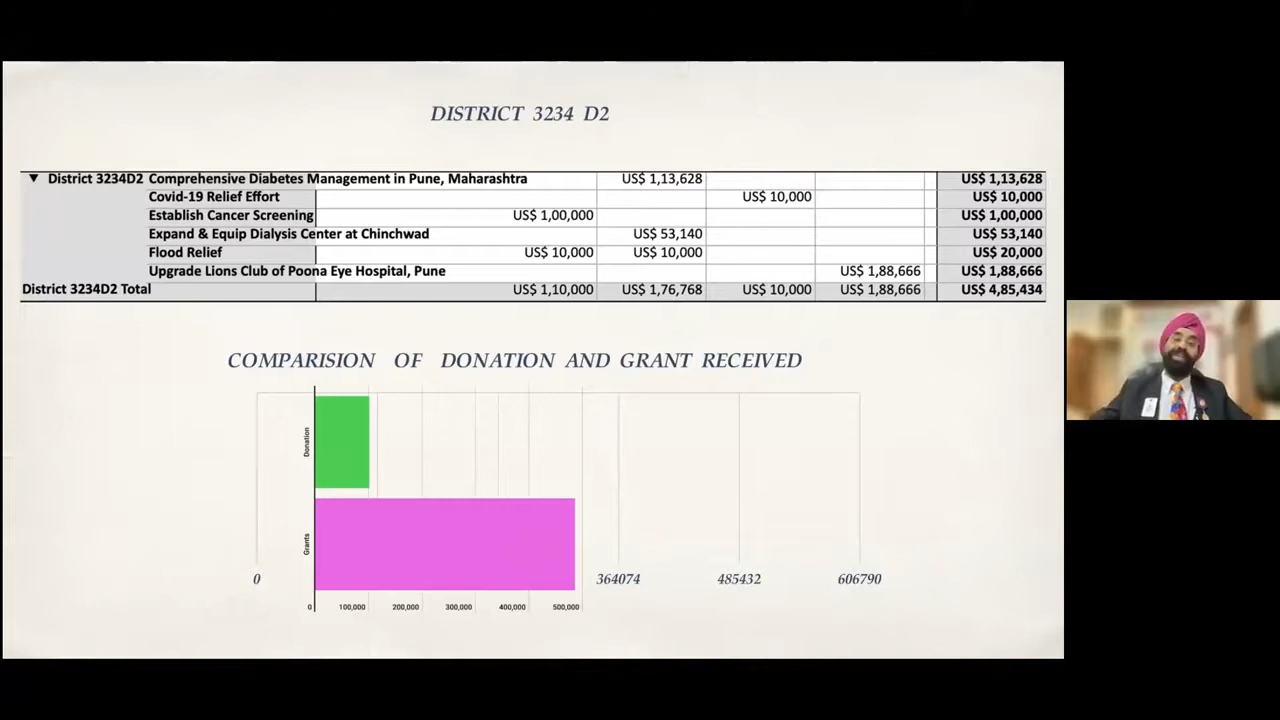 DISTRICT 3234 D2
▼ District 3234D2 Comprehensive Diabetes Management in Pune, Maharashtra US$ 1,13,628 US$ 1,13,628
Covid-19 Relief Effort US$ 10,000 US$ 10,000
Establish Cancer Screening US$ 1,00,000 US$ 1,00,000
Expand & Equip Dialysis Center at Chinchwad US$ 53,140 US$ 53,140
Flood Relief US$ 10,000 US$ 10,000 US$ 20,000
Upgrade Lions Club of Poona Eye Hospital, Pune US$ 1,88,666 US$ 1,88,666
District 3234D2 Total US$ 1,10,000 US$ 1,76,768 US$ 10,000 US$ 1,88,666 US$ 4,85,434
COMPARISION OF DONATION AND GRANT RECEIVED
Donation
Grants
0 364074 485432 606790
0 100,000 200,000 300,000 400,000 500,000